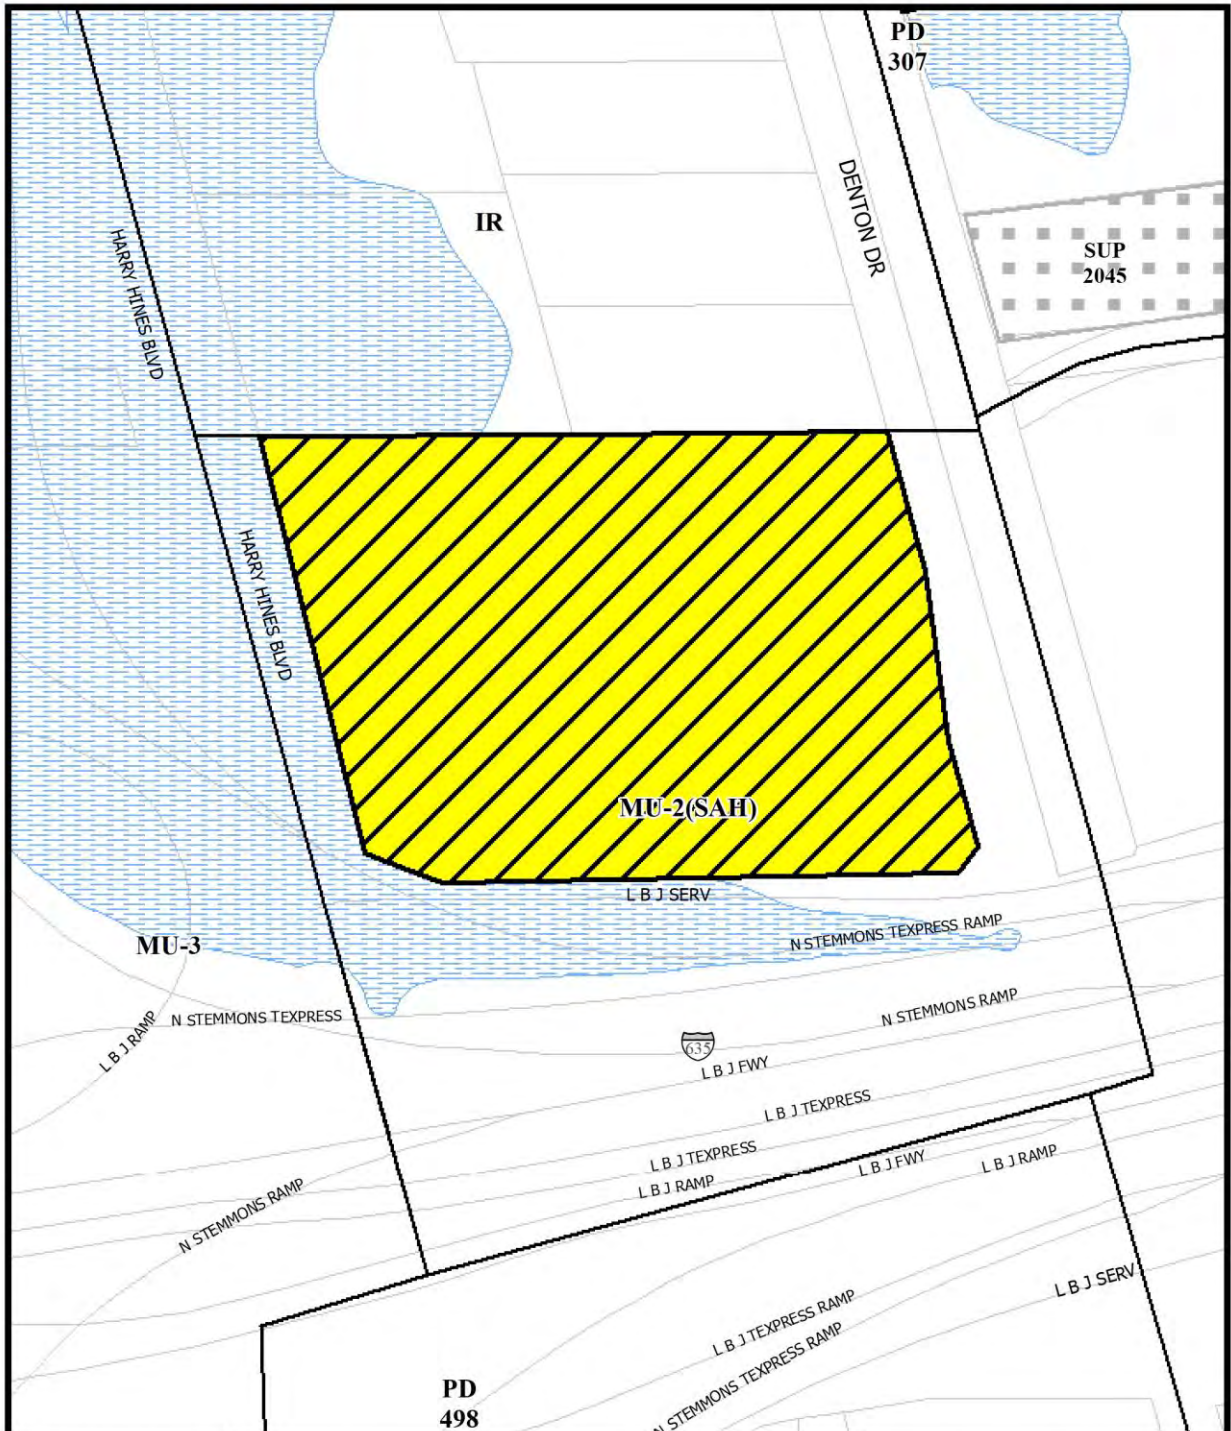 PD
307
DENTON DR
IR
HARRY HINES BLVD
SUP
2045
HARRY HINES BLVD
MU-2(SAH)
L B J SERV
N STEMMONS TEXPRESS RAMP
MU-3
N STEMMONS TEXPRESS
N STEMMONS RAMP
L B J RAMP
635
L B J FWY
L B J TEXPRESS
L B J TEXPRESS
L B J FWY
L B J RAMP
L B J RAMP
N STEMMONS RAMP
L B J SERV
L B J TEXPRESS RAMP
N STEMMONS TEXPRESS RAMP
PD
498